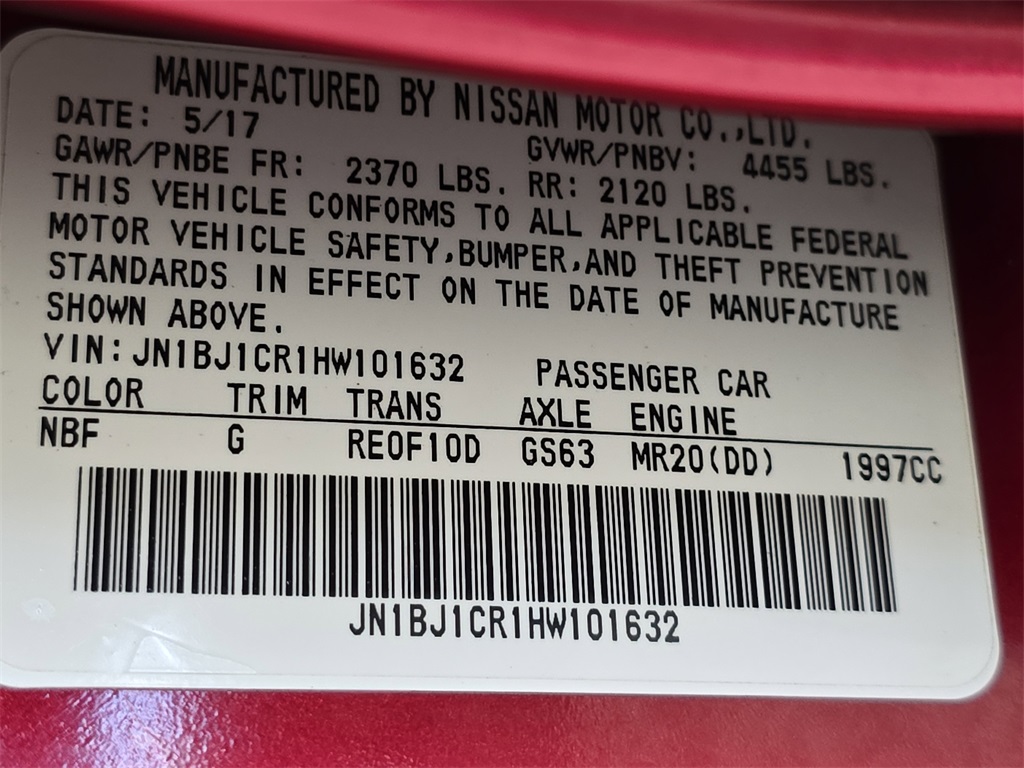 MANUFACTURED BY NISSAN MOTOR CO.,LTD.
DATE: 5/17 GVWR/PNBV: 4455 LBS.
GAWR/PNBE FR: 2370 LBS. RR: 2120 LBS.
THIS VEHICLE CONFORMS TO ALL APPLICABLE FEDERAL
MOTOR VEHICLE SAFETY,BUMPER,AND THEFT PREVENTION
STANDARDS IN EFFECT ON THE DATE OF MANUFACTURE
SHOWN ABOVE.
VIN:JN1BJ1CR1HW101632 PASSENGER CAR
COLOR TRIM TRANS AXLE ENGINE
NBF G RE0F10D GS63 MR20(DD) 1997CC
JN1BJ1CR1HW101632